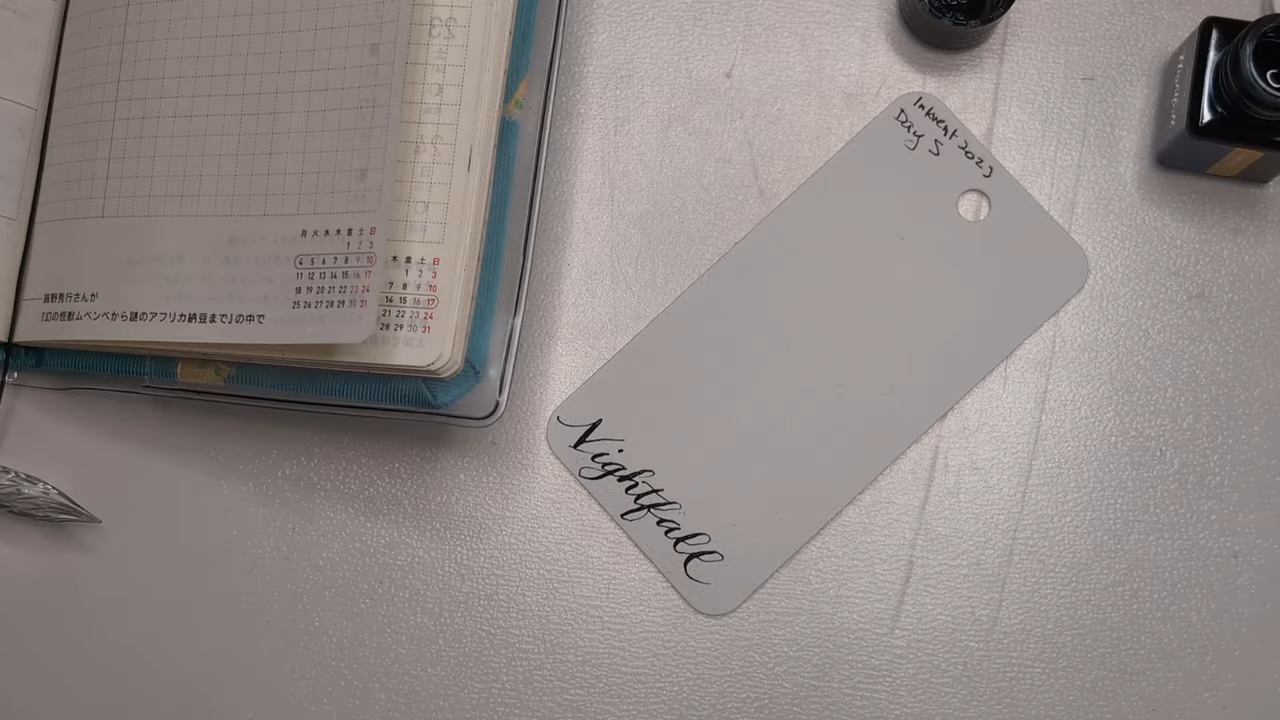 月 火 水 木 金 土 日
1 2 3
4 5 6 7 8 9 10
11 12 13 14 15 16 17
18 19 20 21 22 23 24
25 26 27 28 29 30 31
高野秀行さんが
『幻の怪獣ムベンベから謎のアフリカ納豆まで』の中で
木 金 土 日
1 2 3
7 8 9 10
14 15 16 17
21 22 23 24
28 29 30 31
Inkvent 2023
Day 5
Nightfall